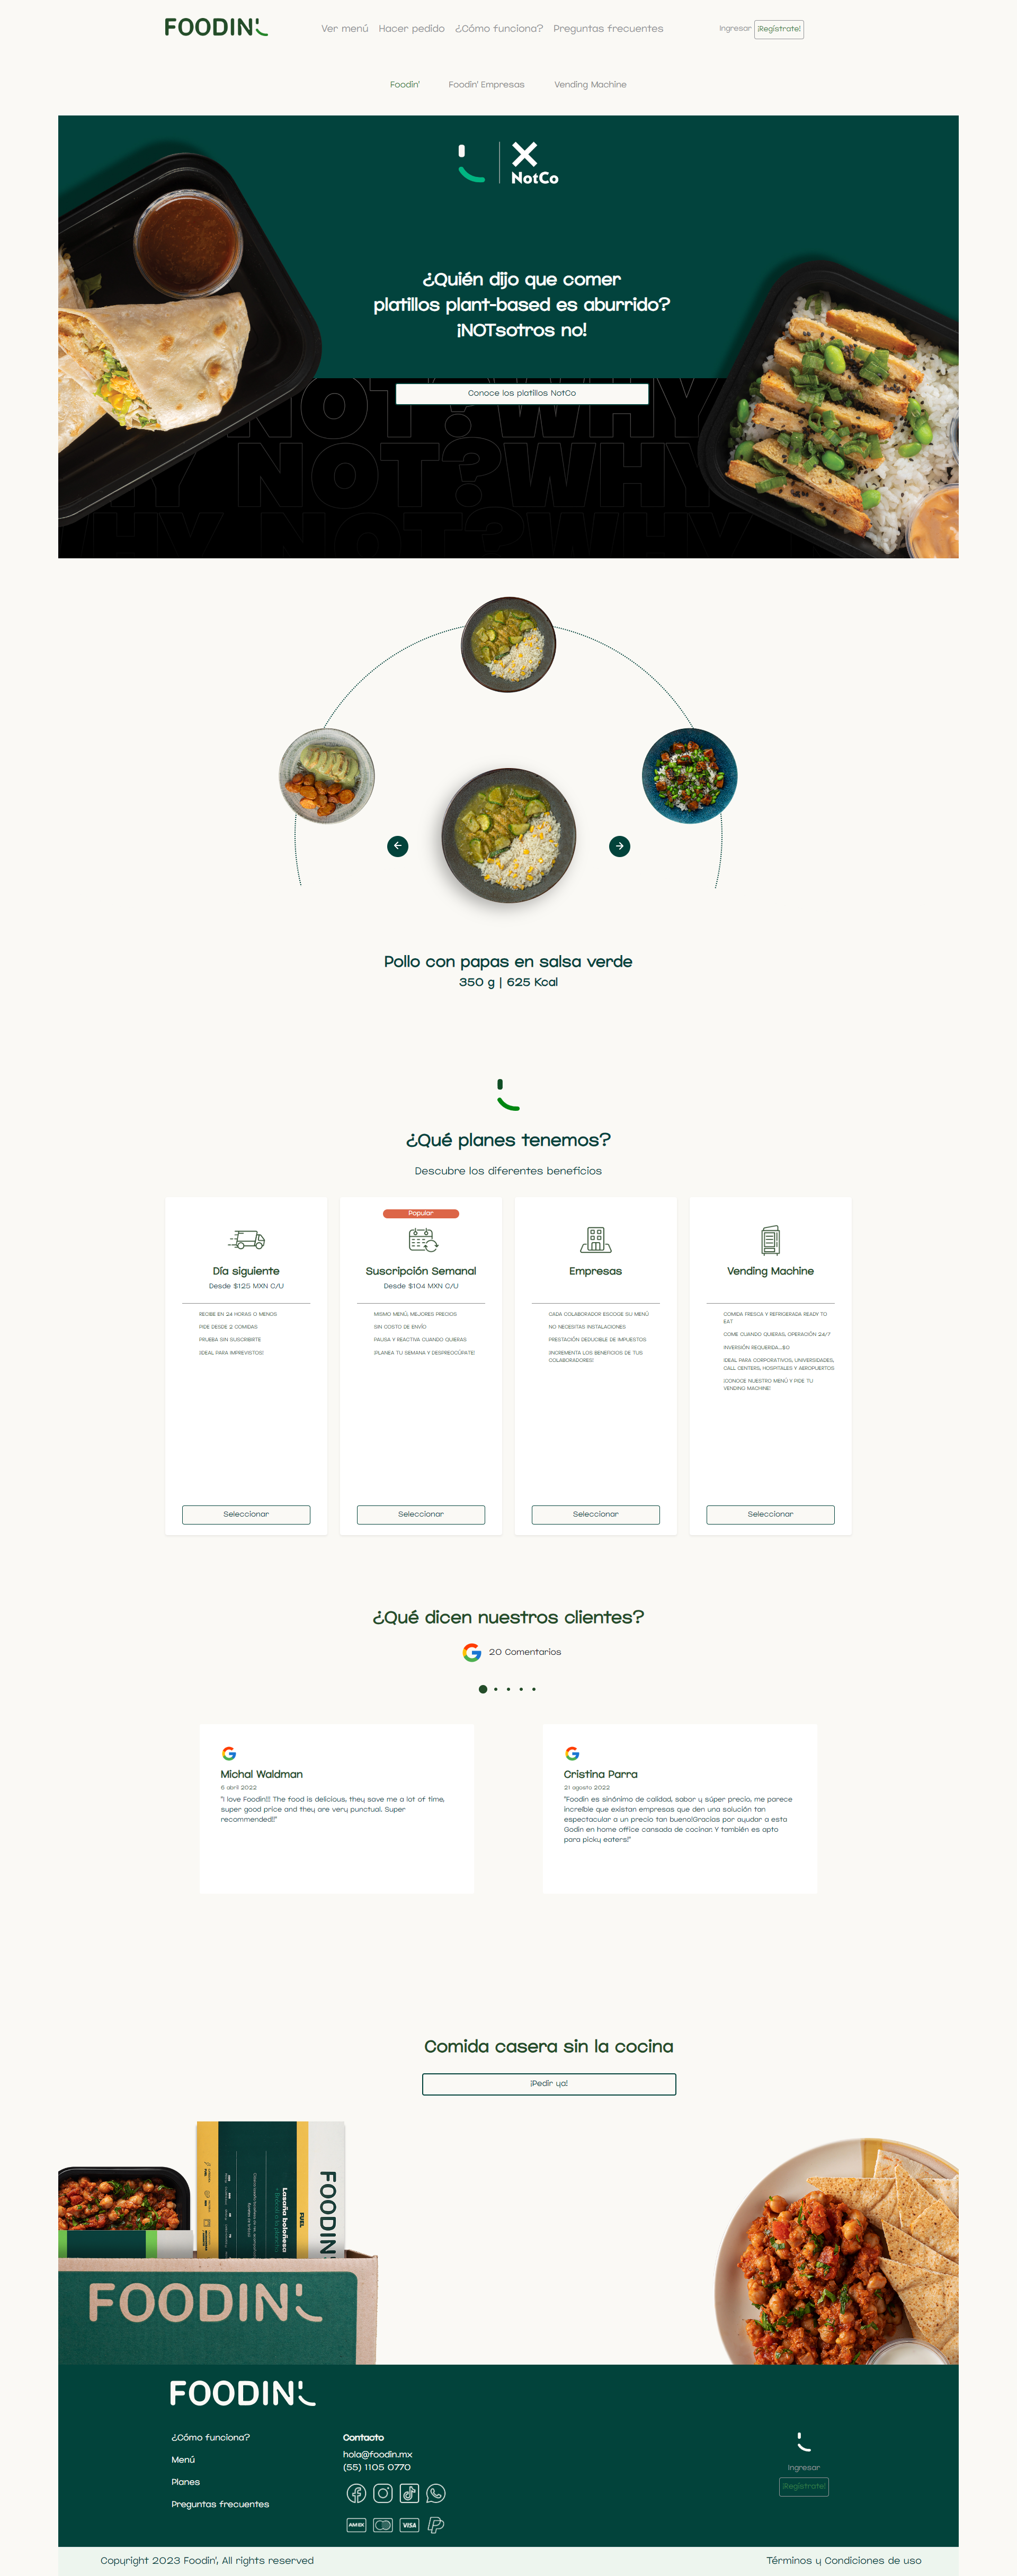 FOODIN'
Ver menú Hacer pedido ¿Cómo funciona? Preguntas frecuentes
Ingresar ¡Regístrate!
Foodin' Foodin' Empresas Vending Machine
NotCo
¿Quién dijo que comer
platillos plant-based es aburrido?
¡NOTsotros no!
Conoce los platillos NotCo
NOT? WHY
HY NOT? WHY
HY NOT? WHY
Pollo con papas en salsa verde
350 g | 625 Kcal
¿Qué planes tenemos?
Descubre los diferentes beneficios
Día siguiente
Desde $125 MXN C/U
RECIBE EN 24 HORAS O MENOS
PIDE DESDE 2 COMIDAS
PRUEBA SIN SUSCRIBIRTE
¡IDEAL PARA IMPREVISTOS!
Seleccionar
Popular
Suscripción Semanal
Desde $104 MXN C/U
MISMO MENÚ, MEJORES PRECIOS
SIN COSTO DE ENVÍO
PAUSA Y REACTIVA CUANDO QUIERAS
¡PLANEA TU SEMANA Y DESPREOCÚPATE!
Seleccionar
Empresas
CADA COLABORADOR ESCOGE SU MENÚ
NO NECESITAS INSTALACIONES
PRESTACIÓN DEDUCIBLE DE IMPUESTOS
¡INCREMENTA LOS BENEFICIOS DE TUS
COLABORADORES!
Seleccionar
Vending Machine
COMIDA FRESCA Y REFRIGERADA READY TO
EAT
COME CUANDO QUIERAS, OPERACIÓN 24/7
INVERSIÓN REQUERIDA...$0
IDEAL PARA CORPORATIVOS, UNIVERSIDADES,
CALL CENTERS, HOSPITALES Y AEROPUERTOS
¡CONOCE NUESTRO MENÚ Y PIDE TU
VENDING MACHINE!
Seleccionar
¿Qué dicen nuestros clientes?
20 Comentarios
Michal Waldman
6 abril 2022
"I love Foodin!!! The food is delicious, they save me a lot of time,
super good price and they are very punctual. Super
recommended!!"
Cristina Parra
21 agosto 2022
"Foodin es sinónimo de calidad, sabor y súper precio, me parece
increíble que existan empresas que den una solución tan
espectacular a un precio tan bueno!Gracias por ayudar a esta
Godín en home office cansada de cocinar. Y también es apto
para picky eaters!"
Comida casera sin la cocina
¡Pedir ya!
FOODIN'
FUEL
Lasaña boloñesa
FOODIN'
FOODIN'
¿Cómo funciona?
Menú
Planes
Preguntas frecuentes
Contacto
hola@foodin.mx
(55) 1105 0770
AMEX VISA
Ingresar
¡Regístrate!
Copyright 2023 Foodin', All rights reserved
Términos y Condiciones de uso